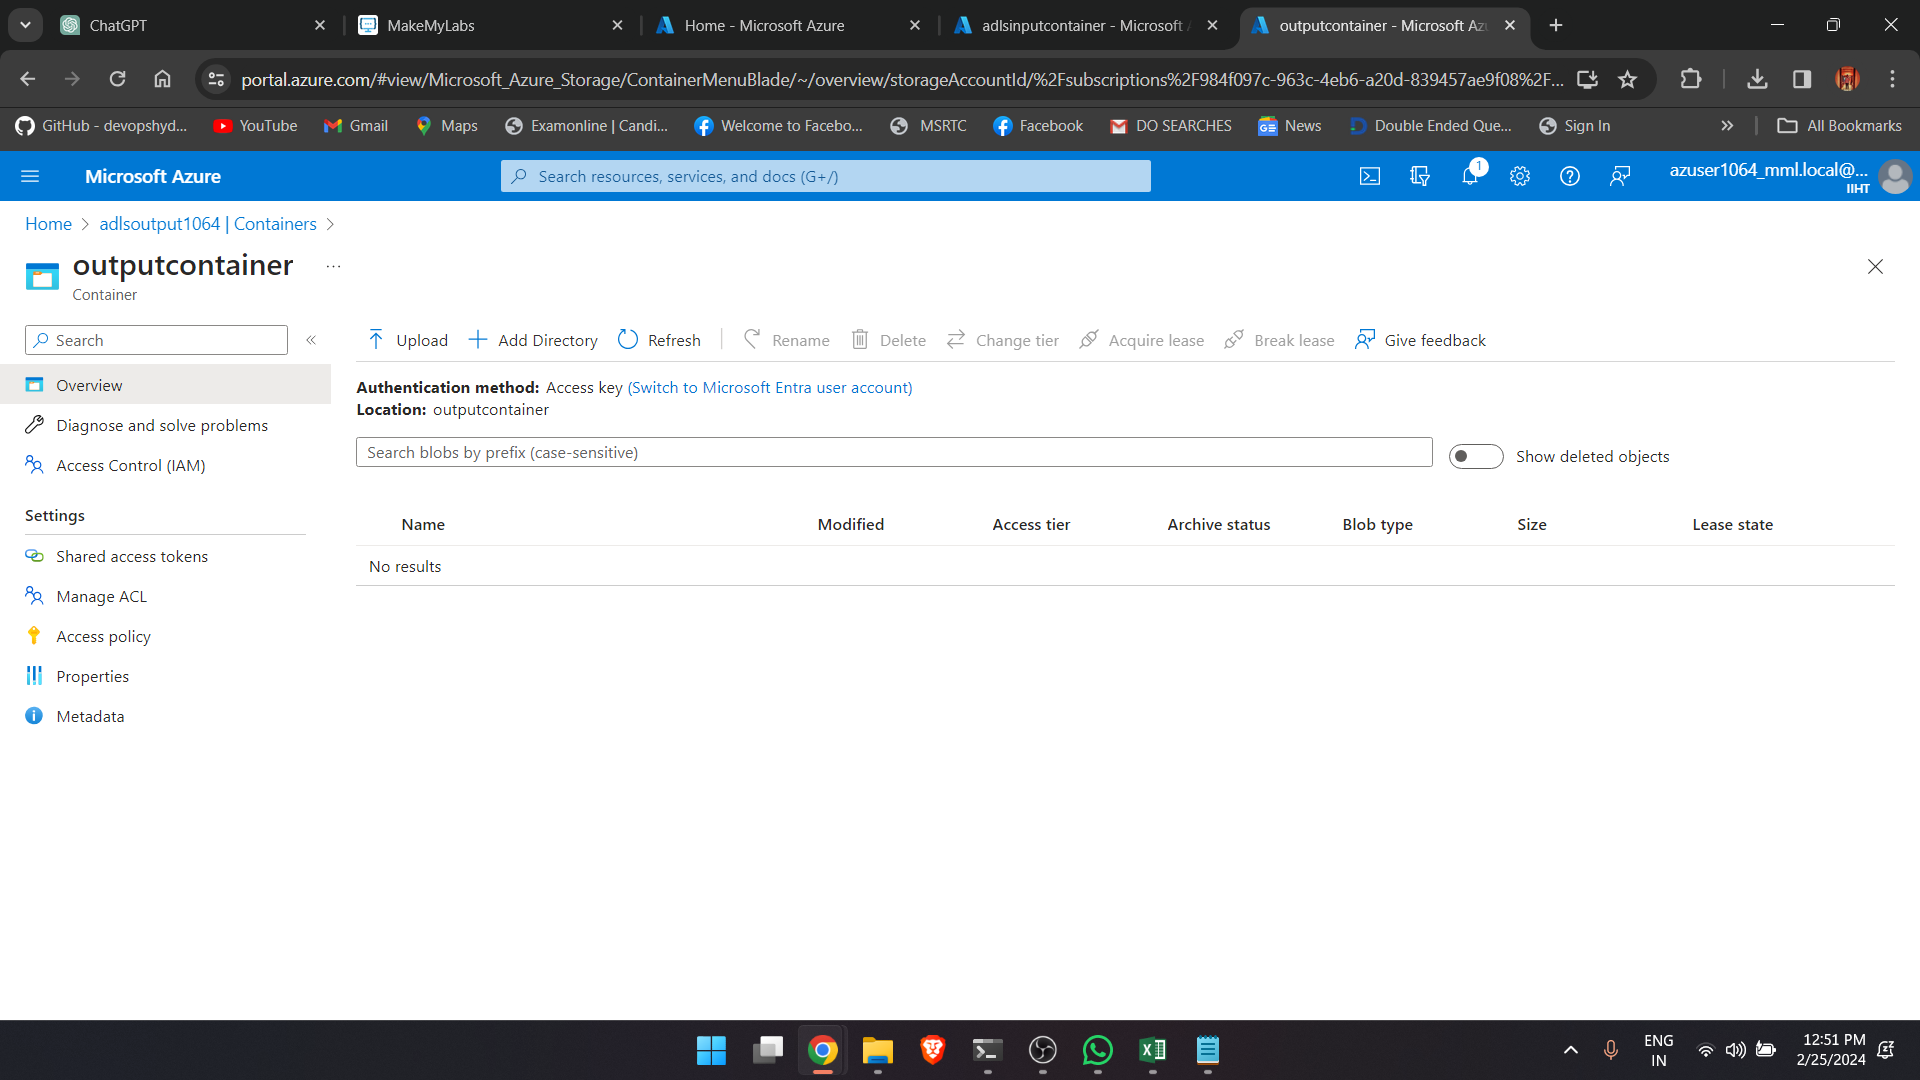 ChatGPT
MakeMyLabs
Home - Microsoft Azure
adlsinputcontainer - Microsoft A
outputcontainer - Microsoft Azu
portal.azure.com/#view/Microsoft_Azure_Storage/ContainerMenuBlade/~/overview/storageAccountId/%2Fsubscriptions%2F984f097c-963c-4eb6-a20d-839457ae9f08%2F...
GitHub - devopshyd...
YouTube
Gmail
Maps
Examonline | Candi...
Welcome to Facebo...
MSRTC
Facebook
DO SEARCHES
News
Double Ended Que...
Sign In
All Bookmarks
Microsoft Azure
Search resources, services, and docs (G+/)
1
azuser1064_mml.local@...
IIHT
Home > adlsoutput1064 | Containers >
outputcontainer ...
Container
Search
Upload
Add Directory
Refresh
Rename
Delete
Change tier
Acquire lease
Break lease
Give feedback
Overview
Diagnose and solve problems
Access Control (IAM)
Settings
Shared access tokens
Manage ACL
Access policy
Properties
Metadata
Authentication method: Access key (Switch to Microsoft Entra user account)
Location: outputcontainer
Search blobs by prefix (case-sensitive)
Show deleted objects
Name Modified Access tier Archive status Blob type Size Lease state
No results
ENG
IN
12:51 PM
2/25/2024